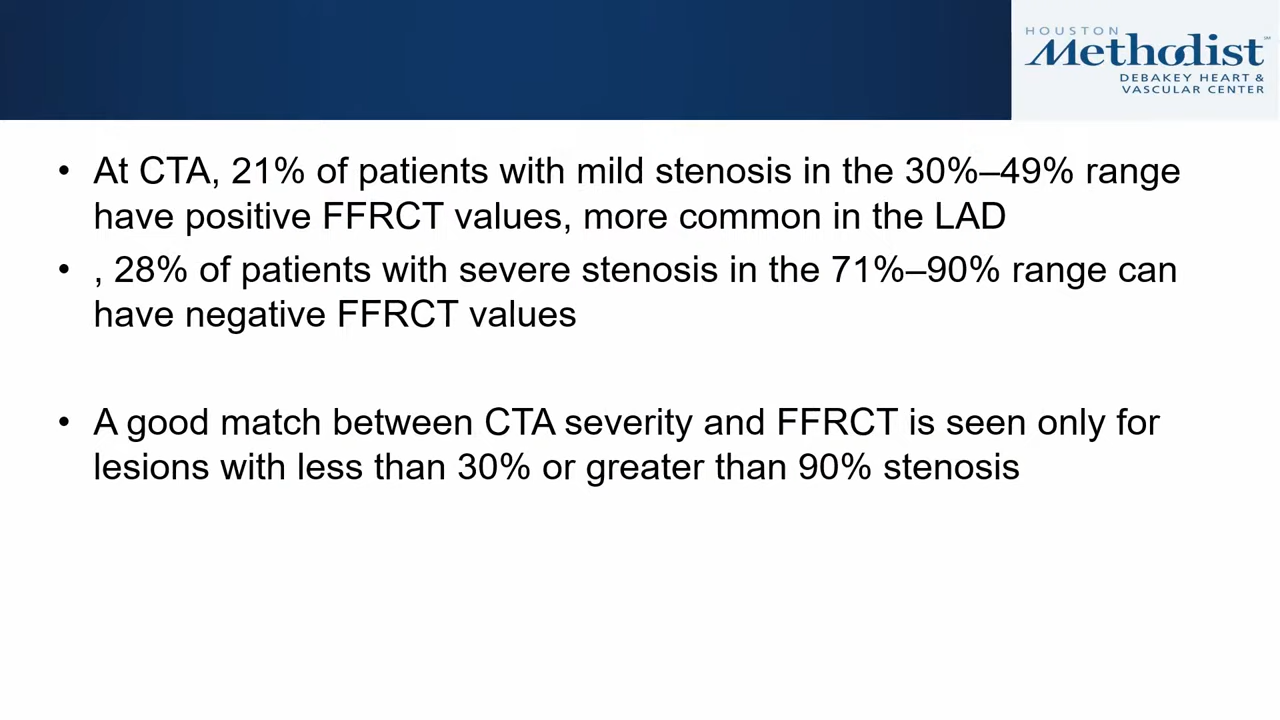 HOUSTON
Methodist
DEBAKEY HEART &
VASCULAR CENTER
• At CTA, 21% of patients with mild stenosis in the 30%–49% range
have positive FFRCT values, more common in the LAD
• , 28% of patients with severe stenosis in the 71%–90% range can
have negative FFRCT values
• A good match between CTA severity and FFRCT is seen only for
lesions with less than 30% or greater than 90% stenosis